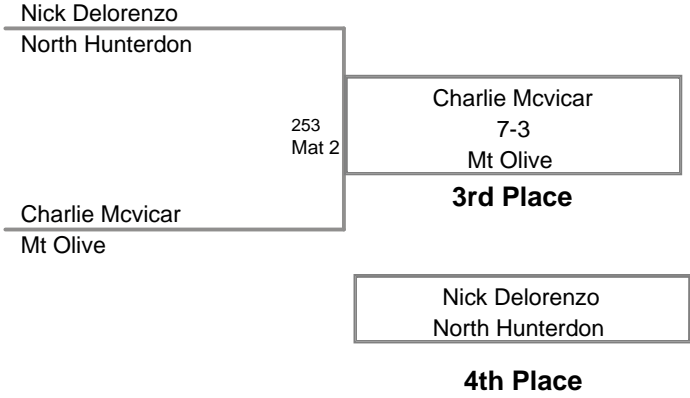 Nick Delorenzo
North Hunterdon
253
Mat 2
Charlie Mcvicar
7-3
Mt Olive
3rd Place
Charlie Mcvicar
Mt Olive
Nick Delorenzo
North Hunterdon
4th Place